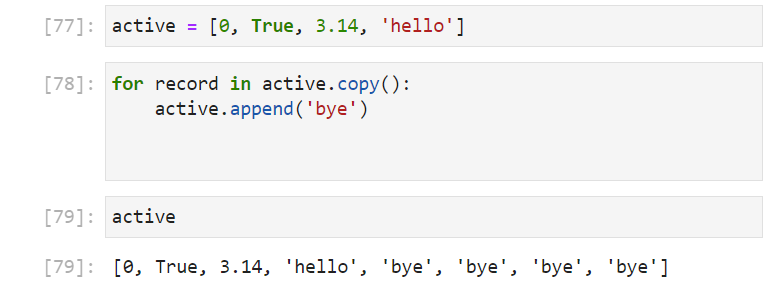 [77]: active = [0, True, 3.14, 'hello']
[78]: for record in active.copy():
    active.append('bye')
[79]: active
[79]: [0, True, 3.14, 'hello', 'bye', 'bye', 'bye', 'bye']